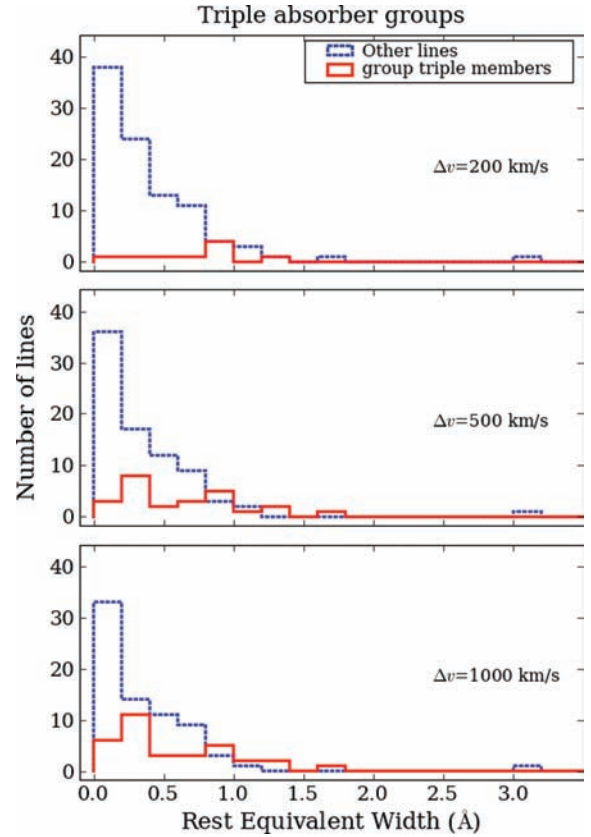 Triple absorber groups
Other lines
group triple members
40
30
20
10
0
Δv=200 km/s
40
30
20
10
0
Δv=500 km/s
40
30
20
10
0
Δv=1000 km/s
0.0 0.5 1.0 1.5 2.0 2.5 3.0
Number of lines
Rest Equivalent Width (Å)